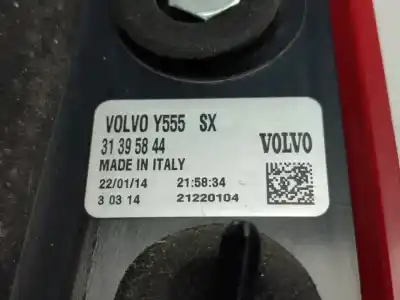 VOLVO Y555 SX
31 39 58 44
VOLVO
MADE IN ITALY
22/01/14 21:58:34
3 03 14 21220104